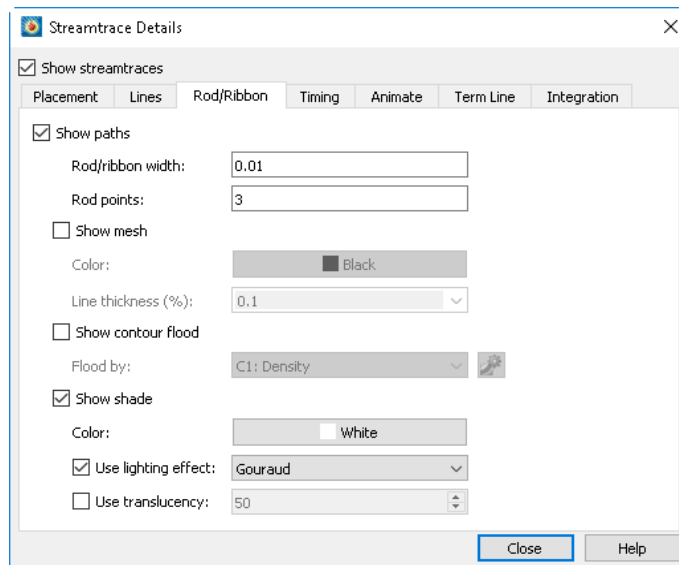 Streamtrace Details
Show streamtraces
Placement Lines Rod/Ribbon Timing Animate Term Line Integration
Show paths
Rod/ribbon width: 0.01
Rod points: 3
Show mesh
Color: Black
Line thickness (%): 0.1
Show contour flood
Flood by: C1: Density
Show shade
Color: White
Use lighting effect: Gouraud
Use translucency: 50
Close Help